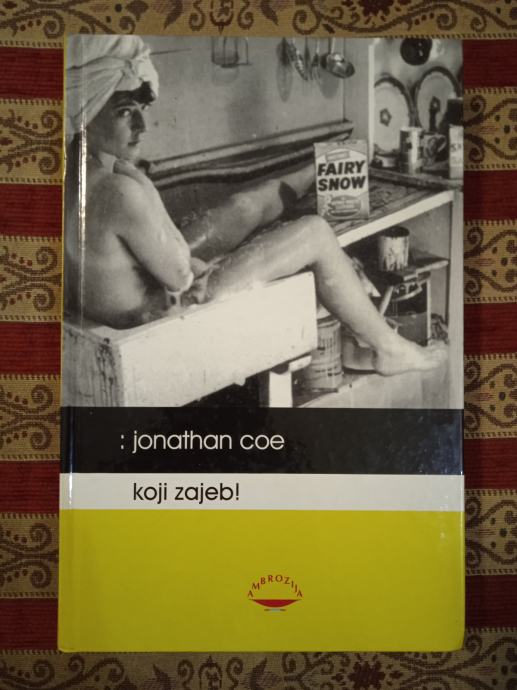 FAIRY
SNOW
: jonathan coe
koji zajeb!
AMBROZIJA